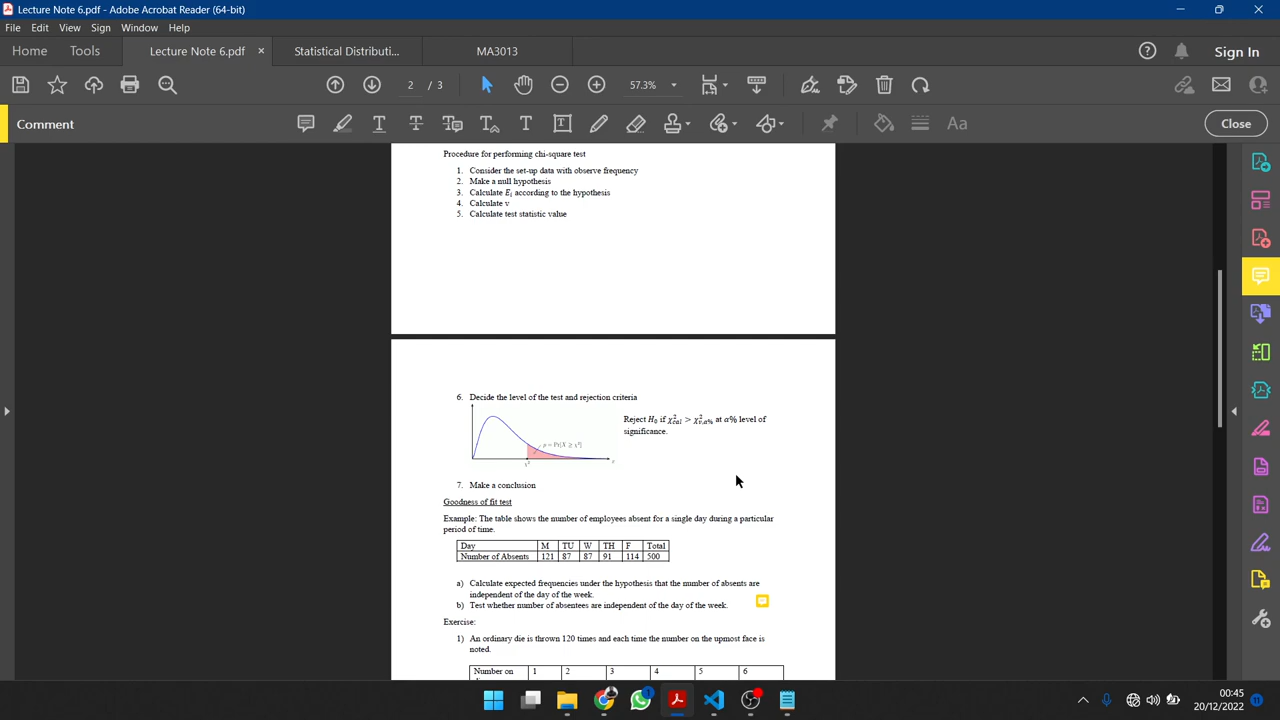 Lecture Note 6.pdf - Adobe Acrobat Reader (64-bit)
File Edit View Sign Window Help
Home Tools Lecture Note 6.pdf × Statistical Distributi... MA3013 Sign In
2 / 3 57.3%
Comment Close
Procedure for performing chi-square test
1. Consider the set-up data with observe frequency
2. Make a null hypothesis
3. Calculate Eᵢ according to the hypothesis
4. Calculate v
5. Calculate test statistic value
6. Decide the level of the test and rejection criteria
Reject H₀ if χ²cal > χ²v,α% at α% level of
significance.
p = Pr[X ≥ χ²]
χ²
x
7. Make a conclusion
Goodness of fit test
Example: The table shows the number of employees absent for a single day during a particular
period of time.
Day M TU W TH F Total
Number of Absents 121 87 87 91 114 500
a) Calculate expected frequencies under the hypothesis that the number of absents are
independent of the day of the week.
b) Test whether number of absentees are independent of the day of the week.
Exercise:
1) An ordinary die is thrown 120 times and each time the number on the upmost face is
noted.
Number on 1 2 3 4 5 6
20/12/2022